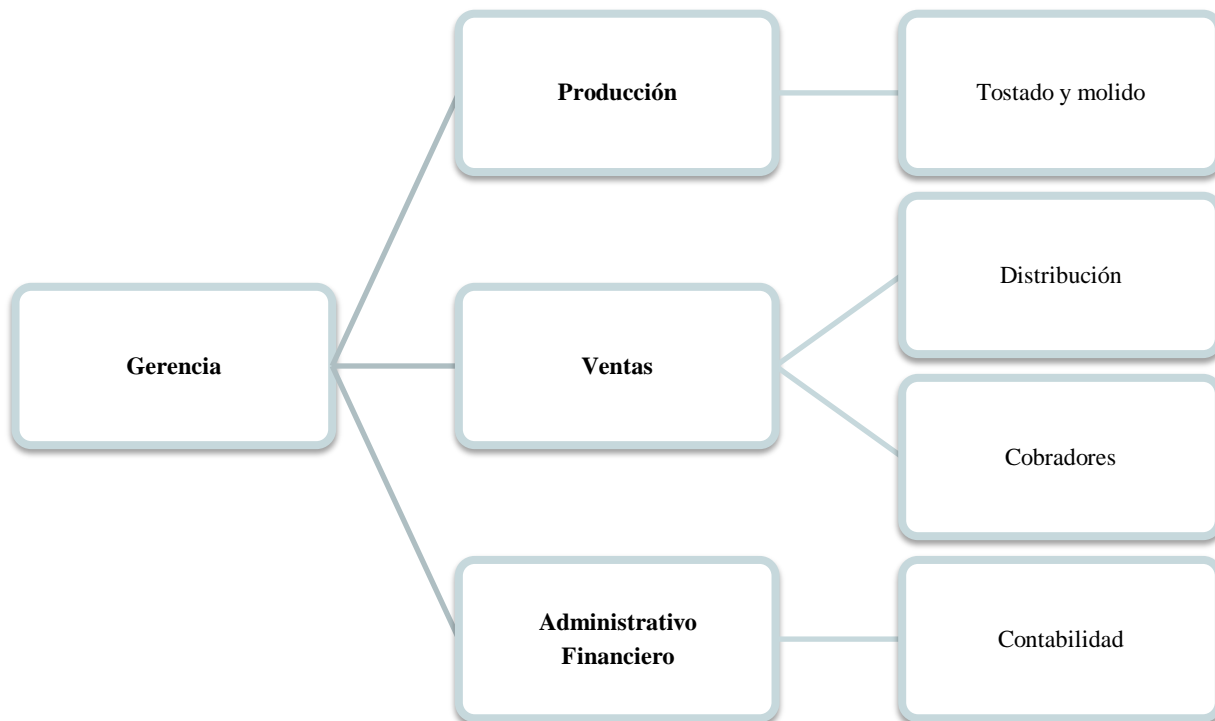 Producción
Tostado y molido
Distribución
Gerencia
Ventas
Cobradores
Administrativo
Financiero
Contabilidad